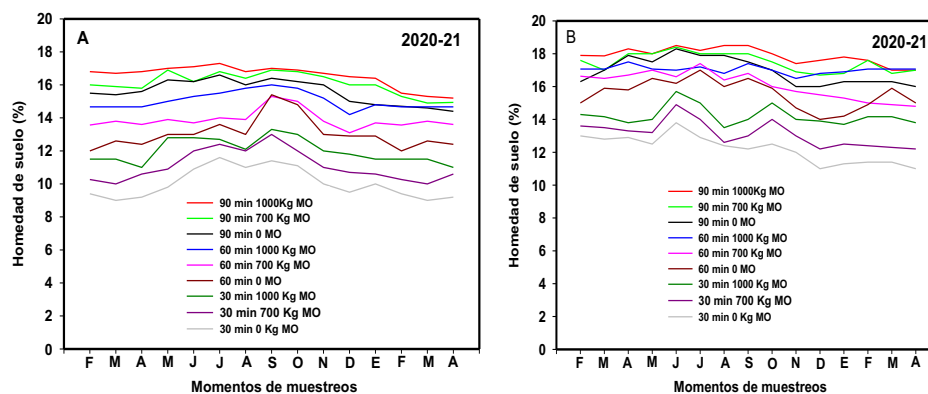 A
2020-21
Homedad de suelo (%)
20
18
16
14
12
10
8
6
4
2
0
90 min 1000Kg MO
90 min 700 Kg MO
90 min 0 MO
60 min 1000 Kg MO
60 min 700 Kg MO
60 min 0 MO
30 min 1000 Kg MO
30 min 700 Kg MO
30 min 0 Kg MO
F M A M J J A S O N D E F M A
Momentos de muestreos
B
2020-21
Homedad de suelo (%)
20
18
16
14
12
10
8
6
4
2
0
90 min 1000Kg MO
90 min 700 Kg MO
90 min 0 MO
60 min 1000 Kg MO
60 min 700 Kg MO
60 min 0 MO
30 min 1000 Kg MO
30 min 700 Kg MO
30 min 0 Kg MO
F M A M J J A S O N D E F M A
Momentos de muestreos